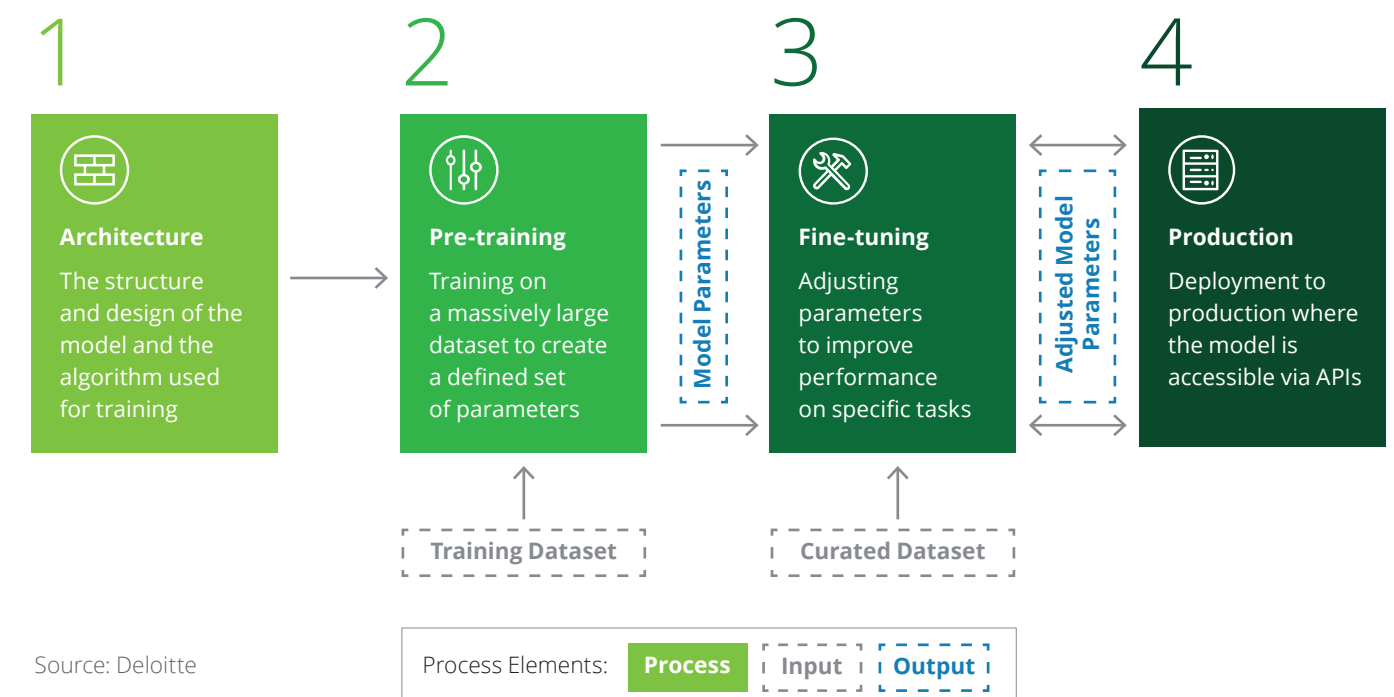 1
Architecture
The structure
and design of the
model and the
algorithm used
for training
2
Pre-training
Training on
a massively large
dataset to create
a defined set
of parameters
Model Parameters
3
Fine-tuning
Adjusting
parameters
to improve
performance
on specific tasks
Adjusted Model
Parameters
4
Production
Deployment to
production where
the model is
accessible via APIs
Training Dataset
Curated Dataset
Source: Deloitte
Process Elements: Process Input Output